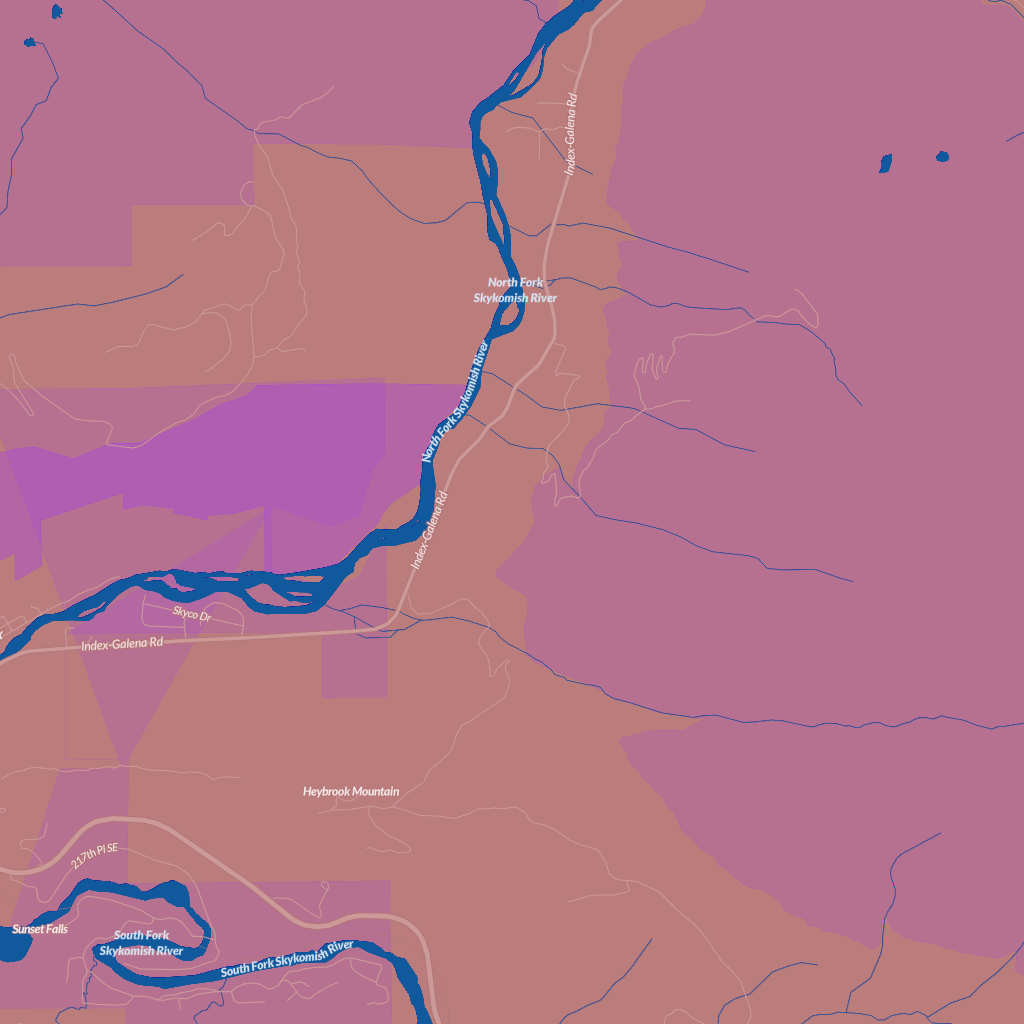 Index-Galena Rd
North Fork
Skykomish River
North Fork Skykomish River
Index-Galena Rd
Skyco Dr
x
Index-Galena Rd
Heybrook Mountain
217th Pl SE
Sunset Falls
South Fork
Skykomish River
South Fork Skykomish River